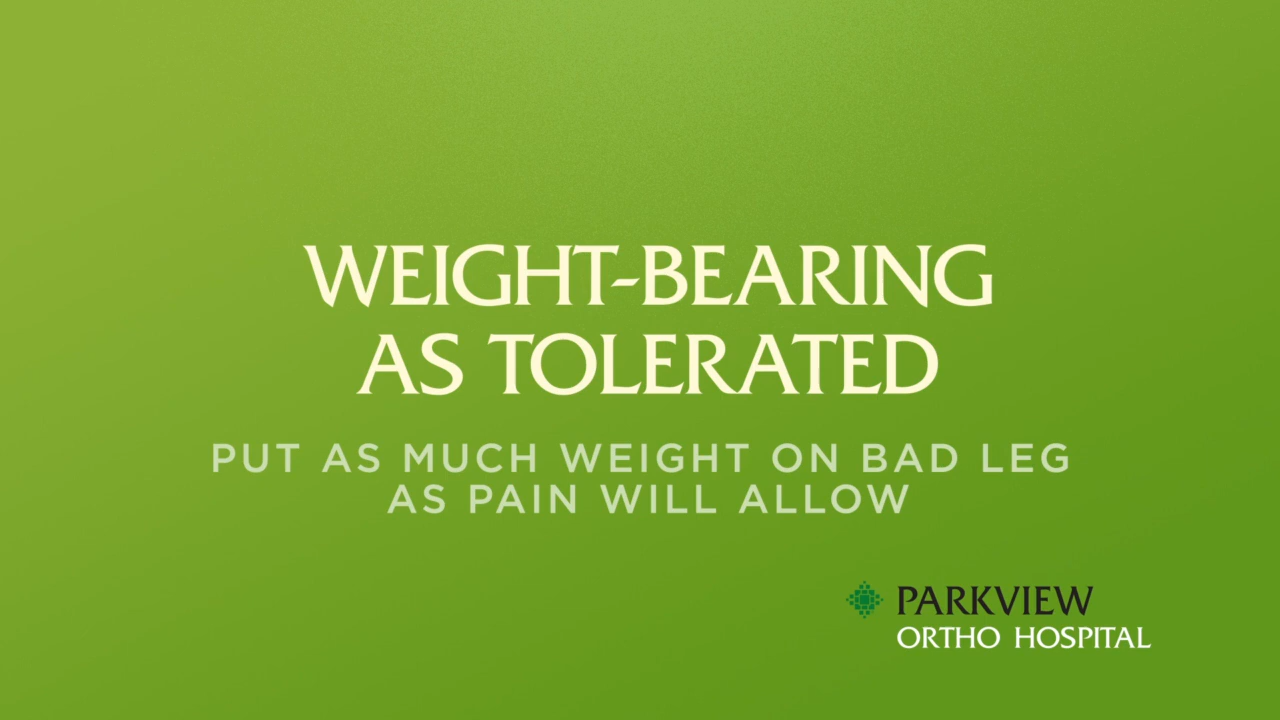 WEIGHT-BEARING
AS TOLERATED
PUT AS MUCH WEIGHT ON BAD LEG
AS PAIN WILL ALLOW
PARKVIEW
ORTHO HOSPITAL